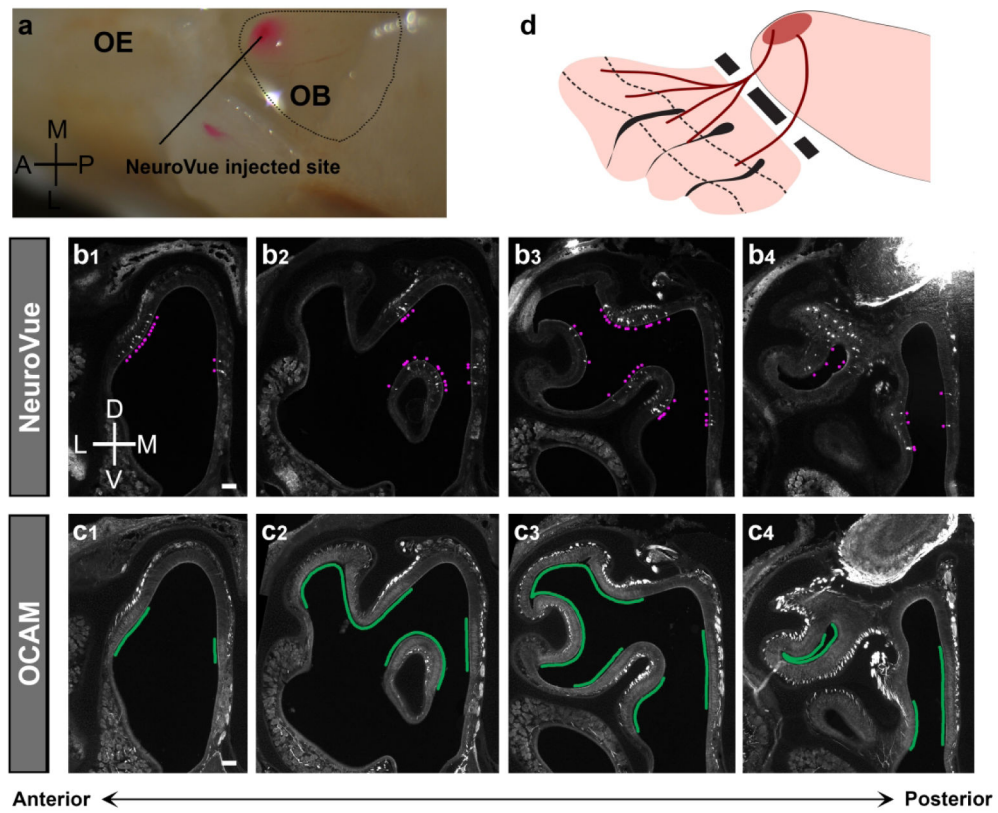 a
OE
OB
M
A P
L
NeuroVue injected site
d
NeuroVue
b1
b2
b3
b4
D
L M
V
OCAM
c1
c2
c3
c4
Anterior
Posterior